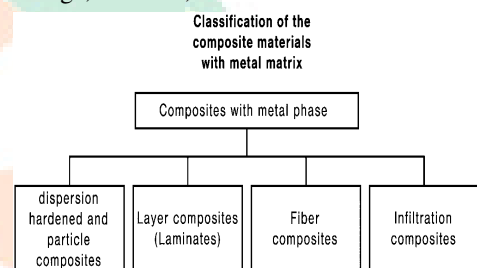 Classification of the
composite materials
with metal matrix
Composites with metal phase
dispersion
hardened and
particle
composites
Layer composites
(Laminates)
Fiber
composites
Infiltration
composites